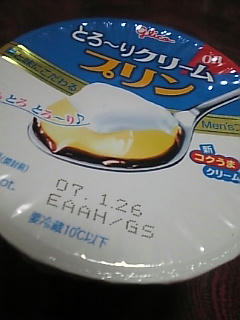 glico
とろ〜りクリーム
プリン
とろ とろ〜り
Men's
新
コクうま
クリーム
ot.
07.1.26
EAAH/GS
要冷蔵10℃以下